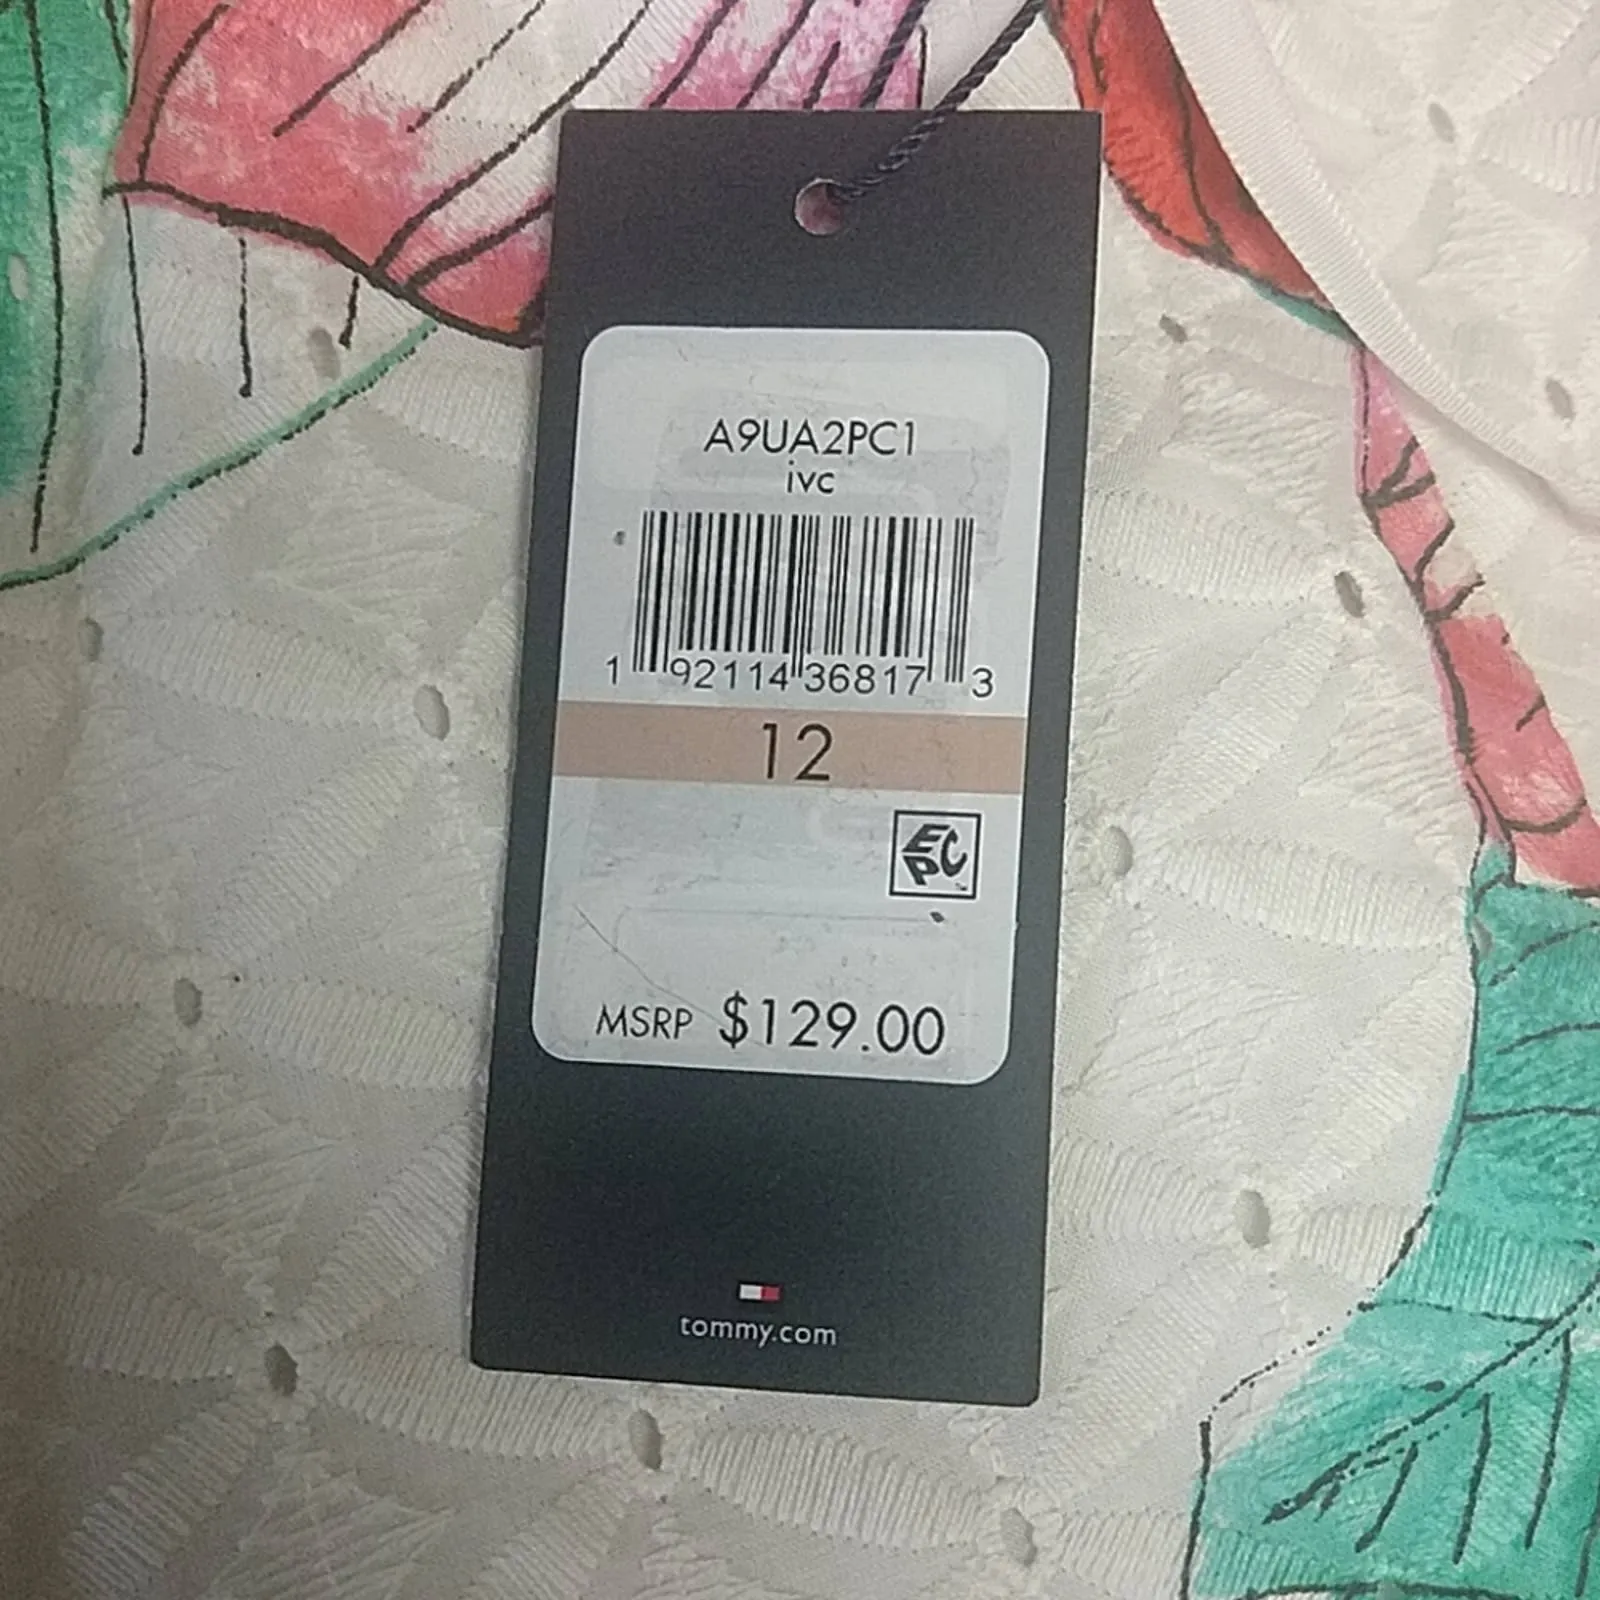 A9UA2PC1
ivc
1 92114 36817 3
12
EPC
MSRP $129.00
tommy.com